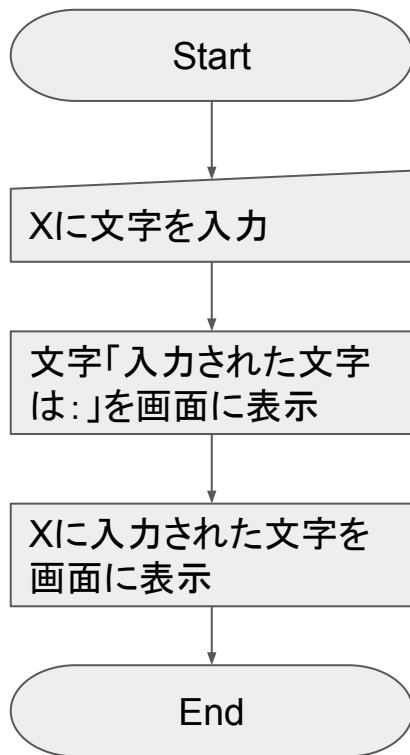 Start
Xに文字を入力
文字「入力された文字
は：」を画面に表示
Xに入力された文字を
画面に表示
End